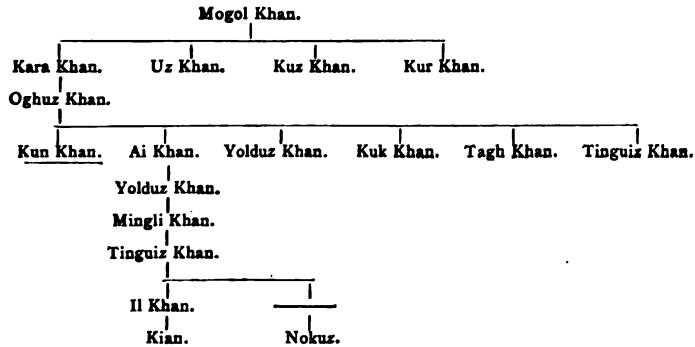 Mogol Khan.
Kara Khan. Uz Khan. Kuz Khan. Kur Khan.
Oghuz Khan.
Kun Khan. Ai Khan. Yolduz Khan. Kuk Khan. Tagh Khan. Tinguiz Khan.
Yolduz Khan.
Mingli Khan.
Tinguiz Khan.
Il Khan.
Kian. Nokuz.